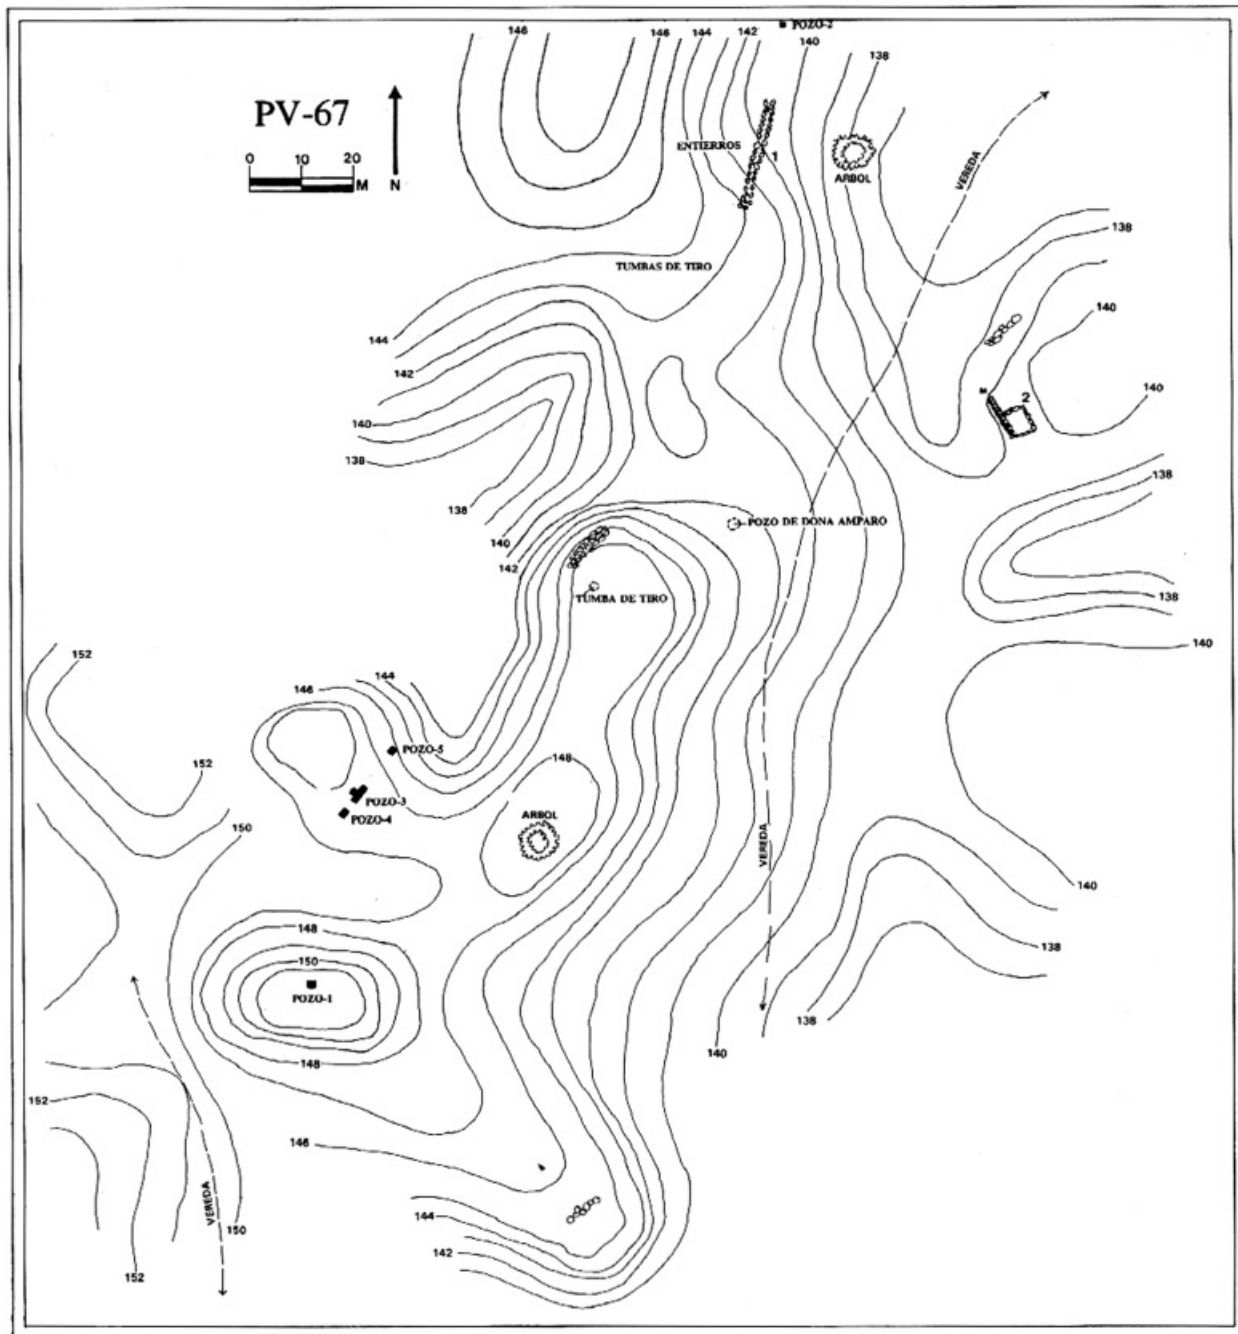 POZO-2
146
146
144
142
140
138
PV-67
0 10 20
M
N
ENTIERROS
1
ARBOL
VEREDA
138
TUMBAS DE TIRO
140
144
142
140
M
2
140
138
138
138
140
POZO DE DONA AMPARO
142
TUMBA DE TIRO
138
140
152
144
146
POZO-5
152
148
POZO-3
POZO-4
ARBOL
150
VEREDA
140
148
138
150
POZO-1
138
140
148
152
146
VEREDA
144
150
142
152